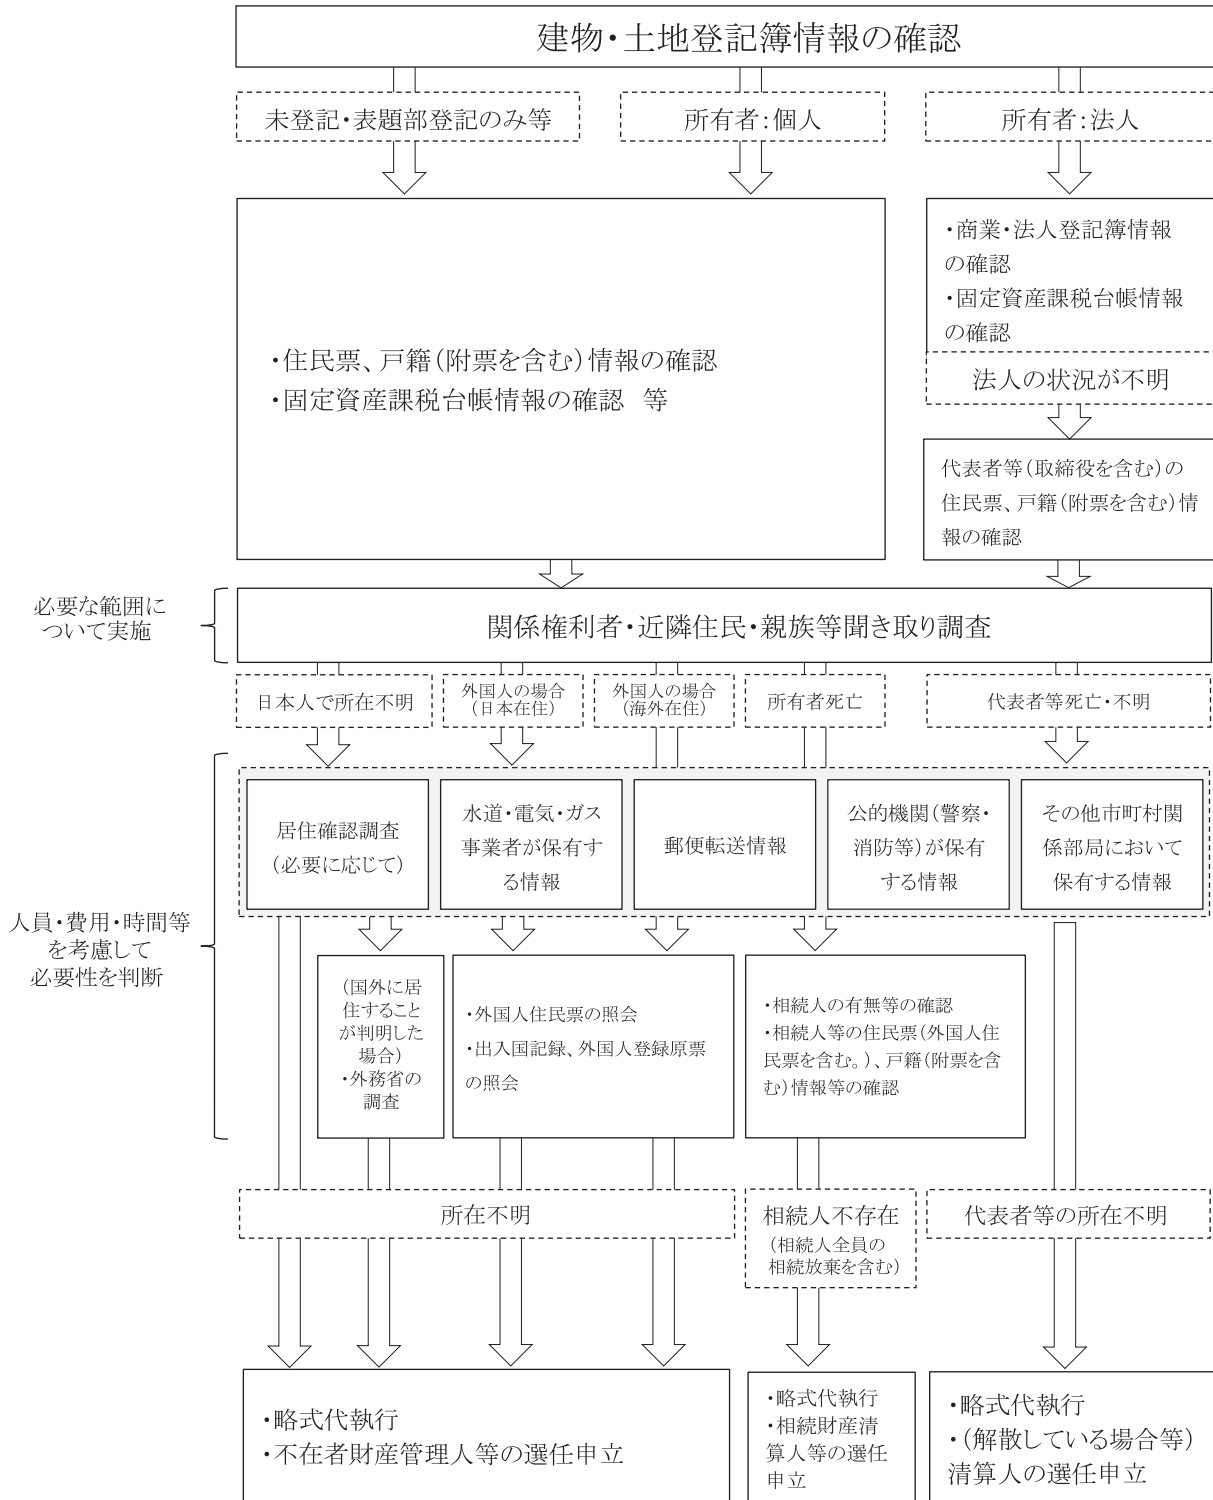 建物・土地登記簿情報の確認
未登記・表題部登記のみ等
所有者：個人
所有者：法人
・住民票、戸籍（附票を含む）情報の確認
・固定資産課税台帳情報の確認　等
・商業・法人登記簿情報
の確認
・固定資産課税台帳情報
の確認
法人の状況が不明
代表者等（取締役を含む）の
住民票、戸籍（附票を含む）情
報の確認
必要な範囲に
ついて実施
関係権利者・近隣住民・親族等聞き取り調査
日本人で所在不明
外国人の場合
（日本在住）
外国人の場合
（海外在住）
所有者死亡
代表者等死亡・不明
人員・費用・時間等
を考慮して
必要性を判断
居住確認調査
（必要に応じて）
水道・電気・ガス
事業者が保有す
る情報
郵便転送情報
公的機関（警察・
消防等）が保有
する情報
その他市町村関
係部局において
保有する情報
（国外に居
住すること
が判明した
場合）
・外務省の
調査
・外国人住民票の照会
・出入国記録、外国人登録原票
の照会
・相続人の有無等の確認
・相続人等の住民票（外国人住
民票を含む。）、戸籍（附票を含
む）情報等の確認
所在不明
相続人不存在
（相続人全員の
相続放棄を含む）
代表者等の所在不明
・略式代執行
・不在者財産管理人等の選任申立
・略式代執行
・相続財産清
算人等の選任
申立
・略式代執行
・（解散している場合等）
清算人の選任申立